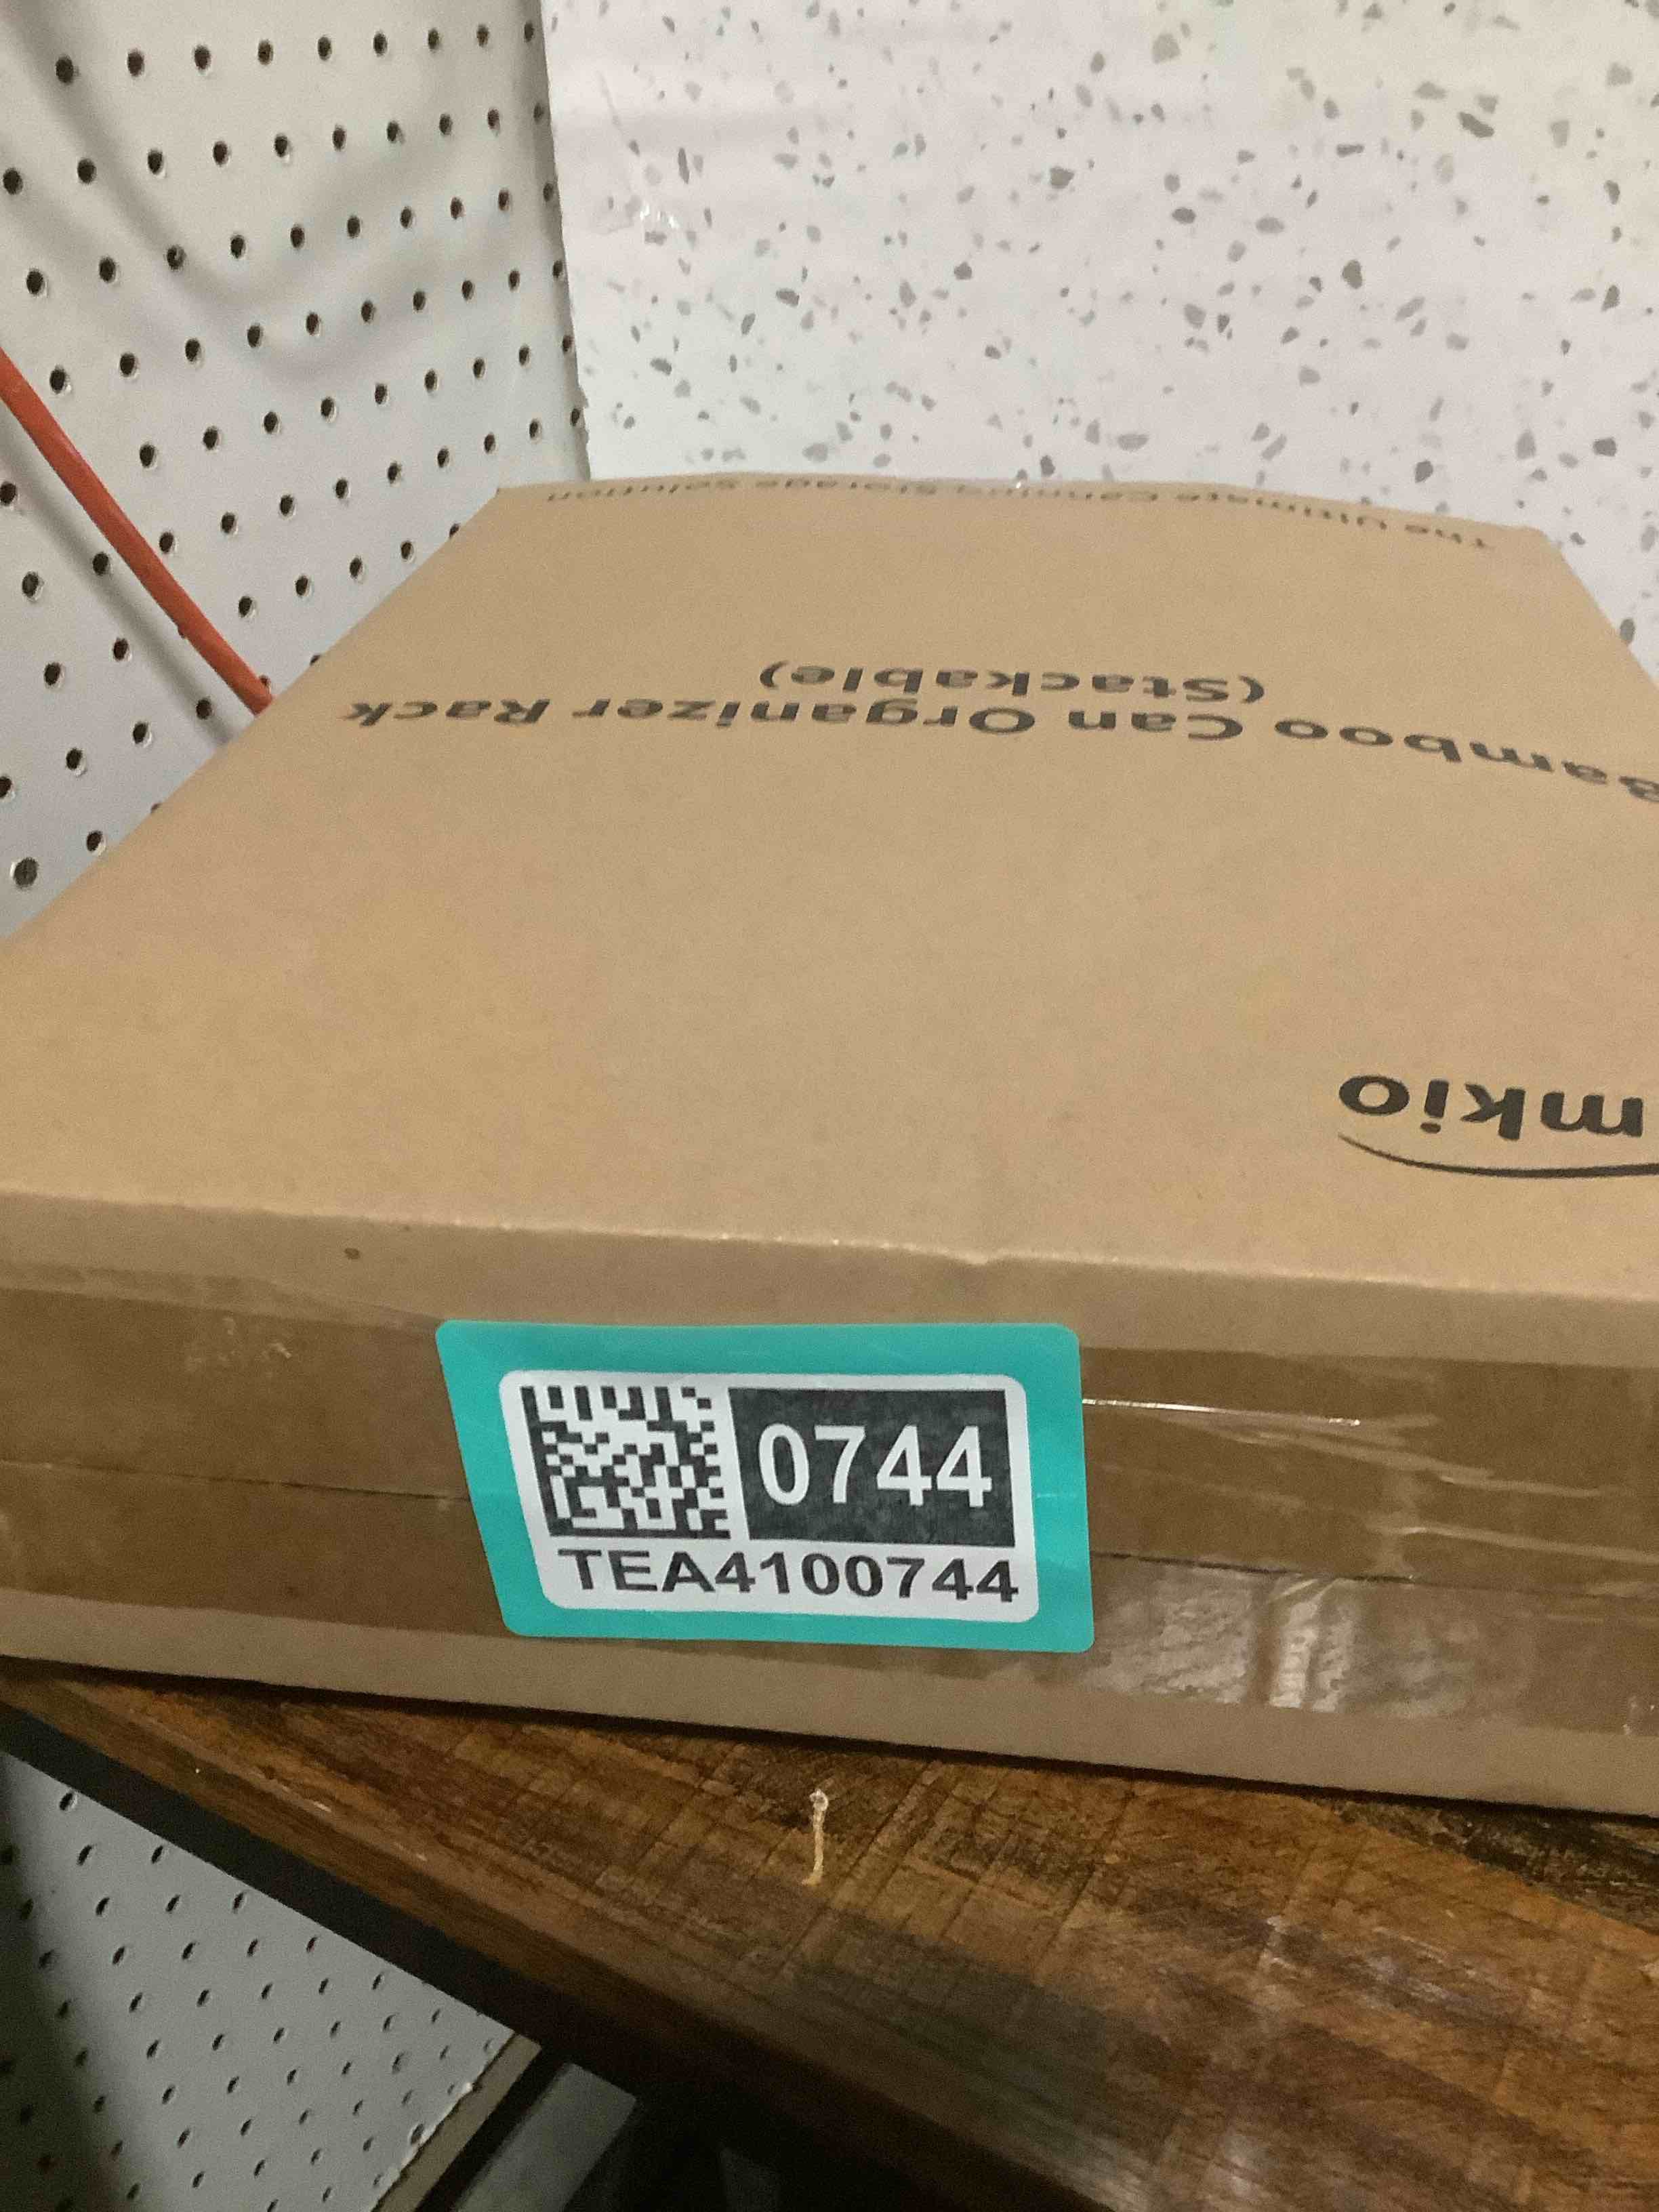 The Ultimate Canning Storage Solution
Bamboo Can Organizer Rack
(Stackable)
mkio
0744
TEA4100744